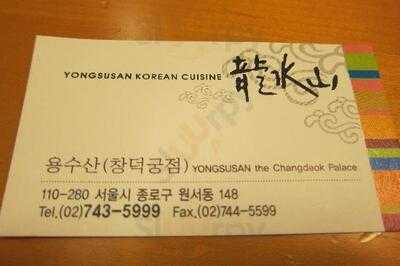 YONGSUSAN KOREAN CUISINE 龍水山
용수산(창덕궁점) YONGSUSAN the Changdeok Palace
110-280 서울시 종로구 원서동 148
Tel.(02)743-5999 Fax.(02)744-5599